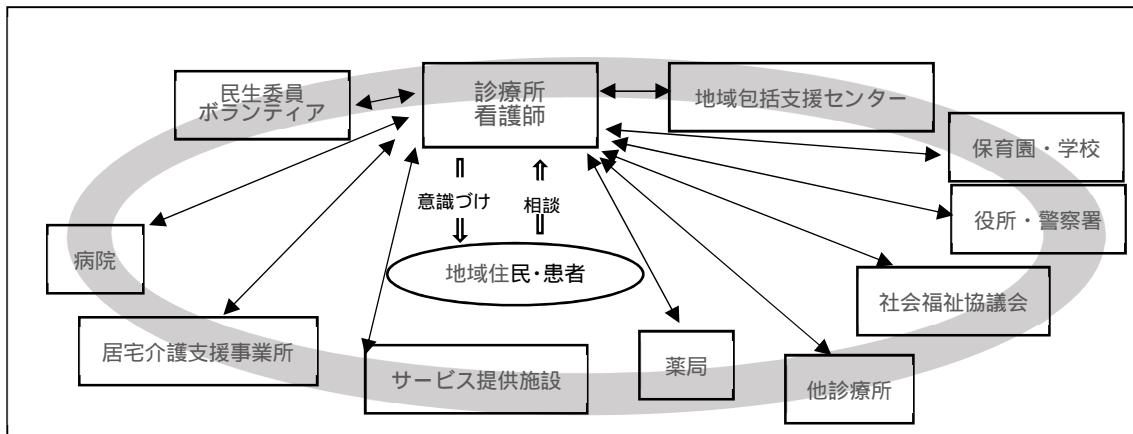 民生委員
ボランティア
診療所
看護師
地域包括支援センター
保育園・学校
役所・警察署
意識づけ
相談
病院
地域住民・患者
社会福祉協議会
居宅介護支援事業所
サービス提供施設
薬局
他診療所